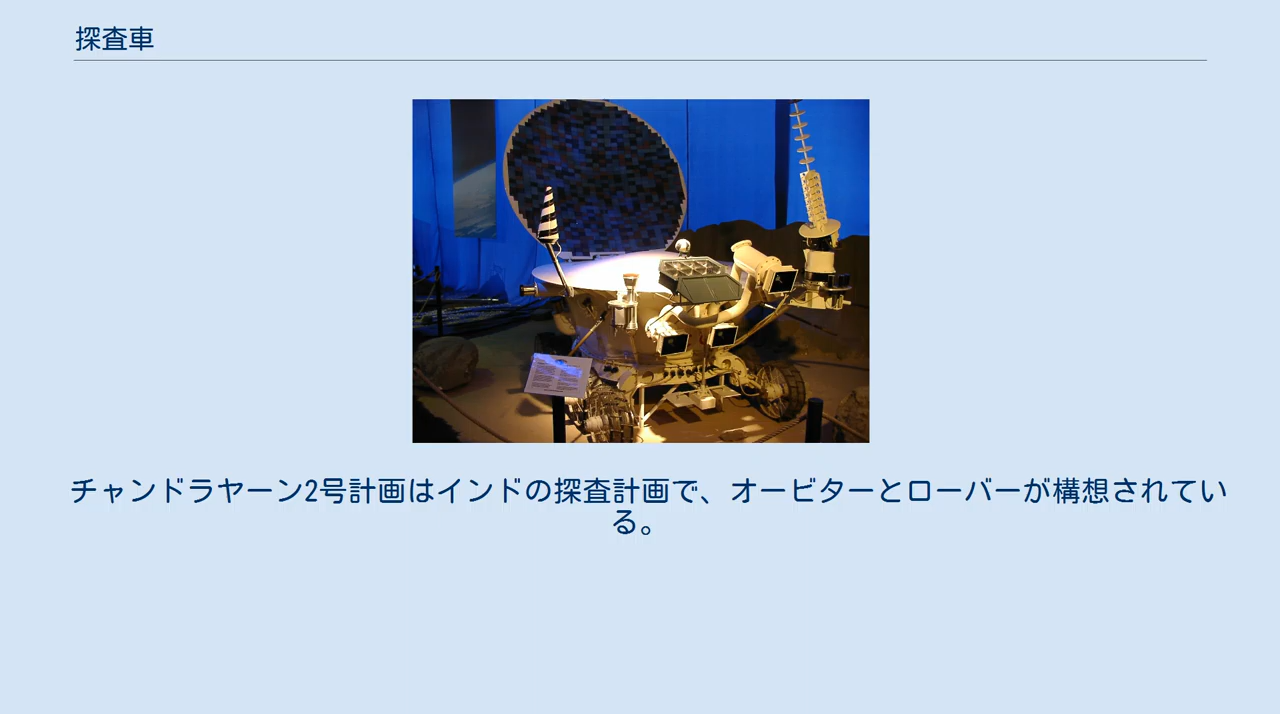 探査車
チャンドラヤーン2号計画はインドの探査計画で、オービターとローバーが構想されてい
る。